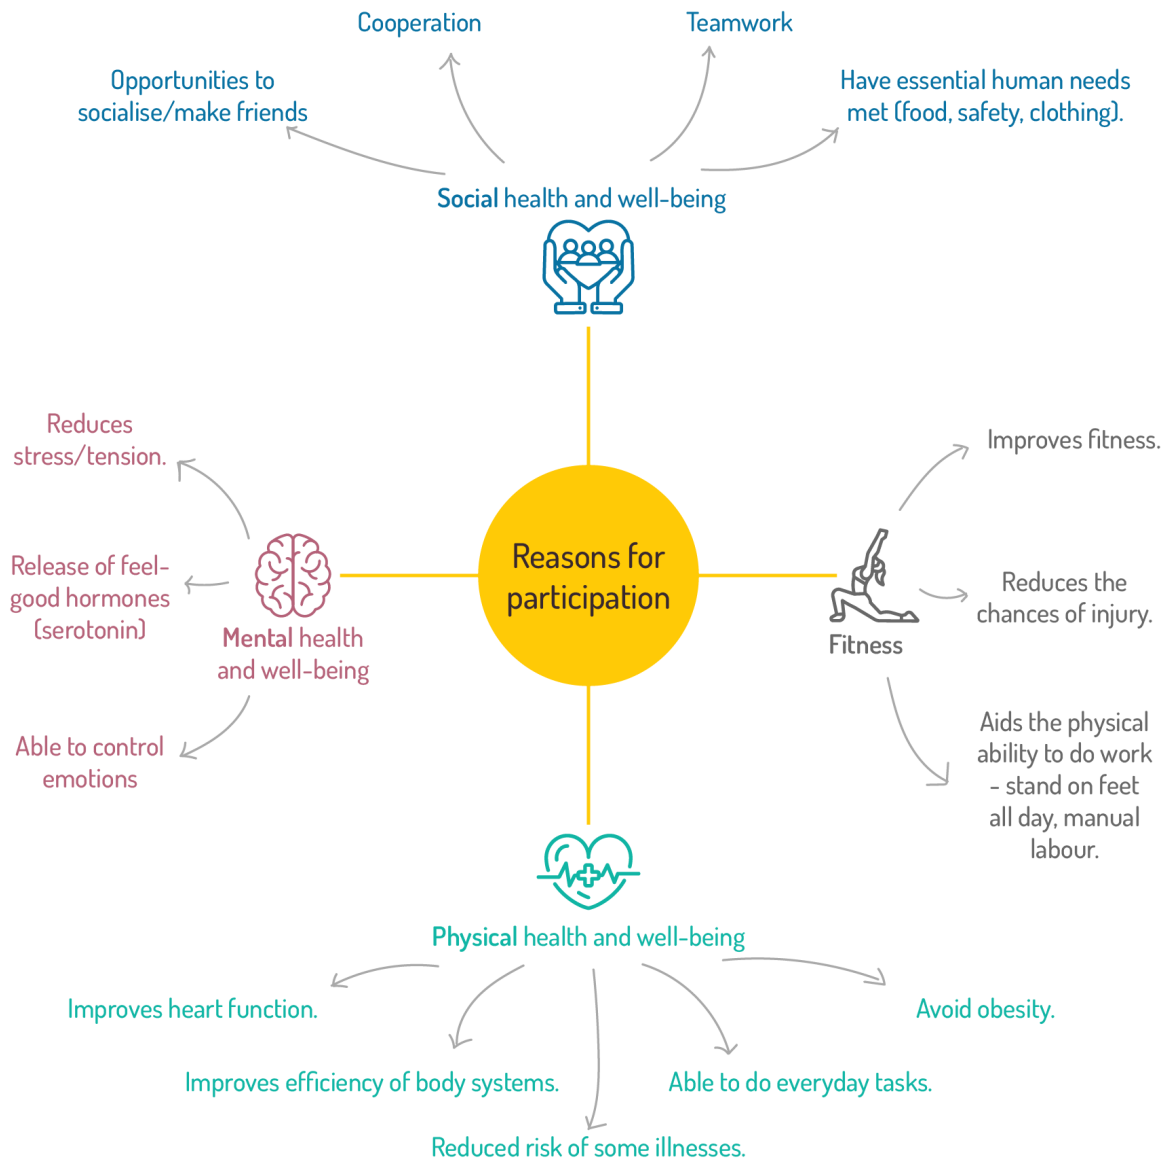 Cooperation
Teamwork
Opportunities to
socialise/make friends
Have essential human needs
met (food, safety, clothing).
Social health and well-being
Reduces
stress/tension.
Release of feel-
good hormones
(serotonin)
Mental health
and well-being
Able to control
emotions
Reasons for
participation
Improves fitness.
Reduces the
chances of injury.
Fitness
Aids the physical
ability to do work
- stand on feet
all day, manual
labour.
Physical health and well-being
Improves heart function.
Avoid obesity.
Improves efficiency of body systems.
Able to do everyday tasks.
Reduced risk of some illnesses.